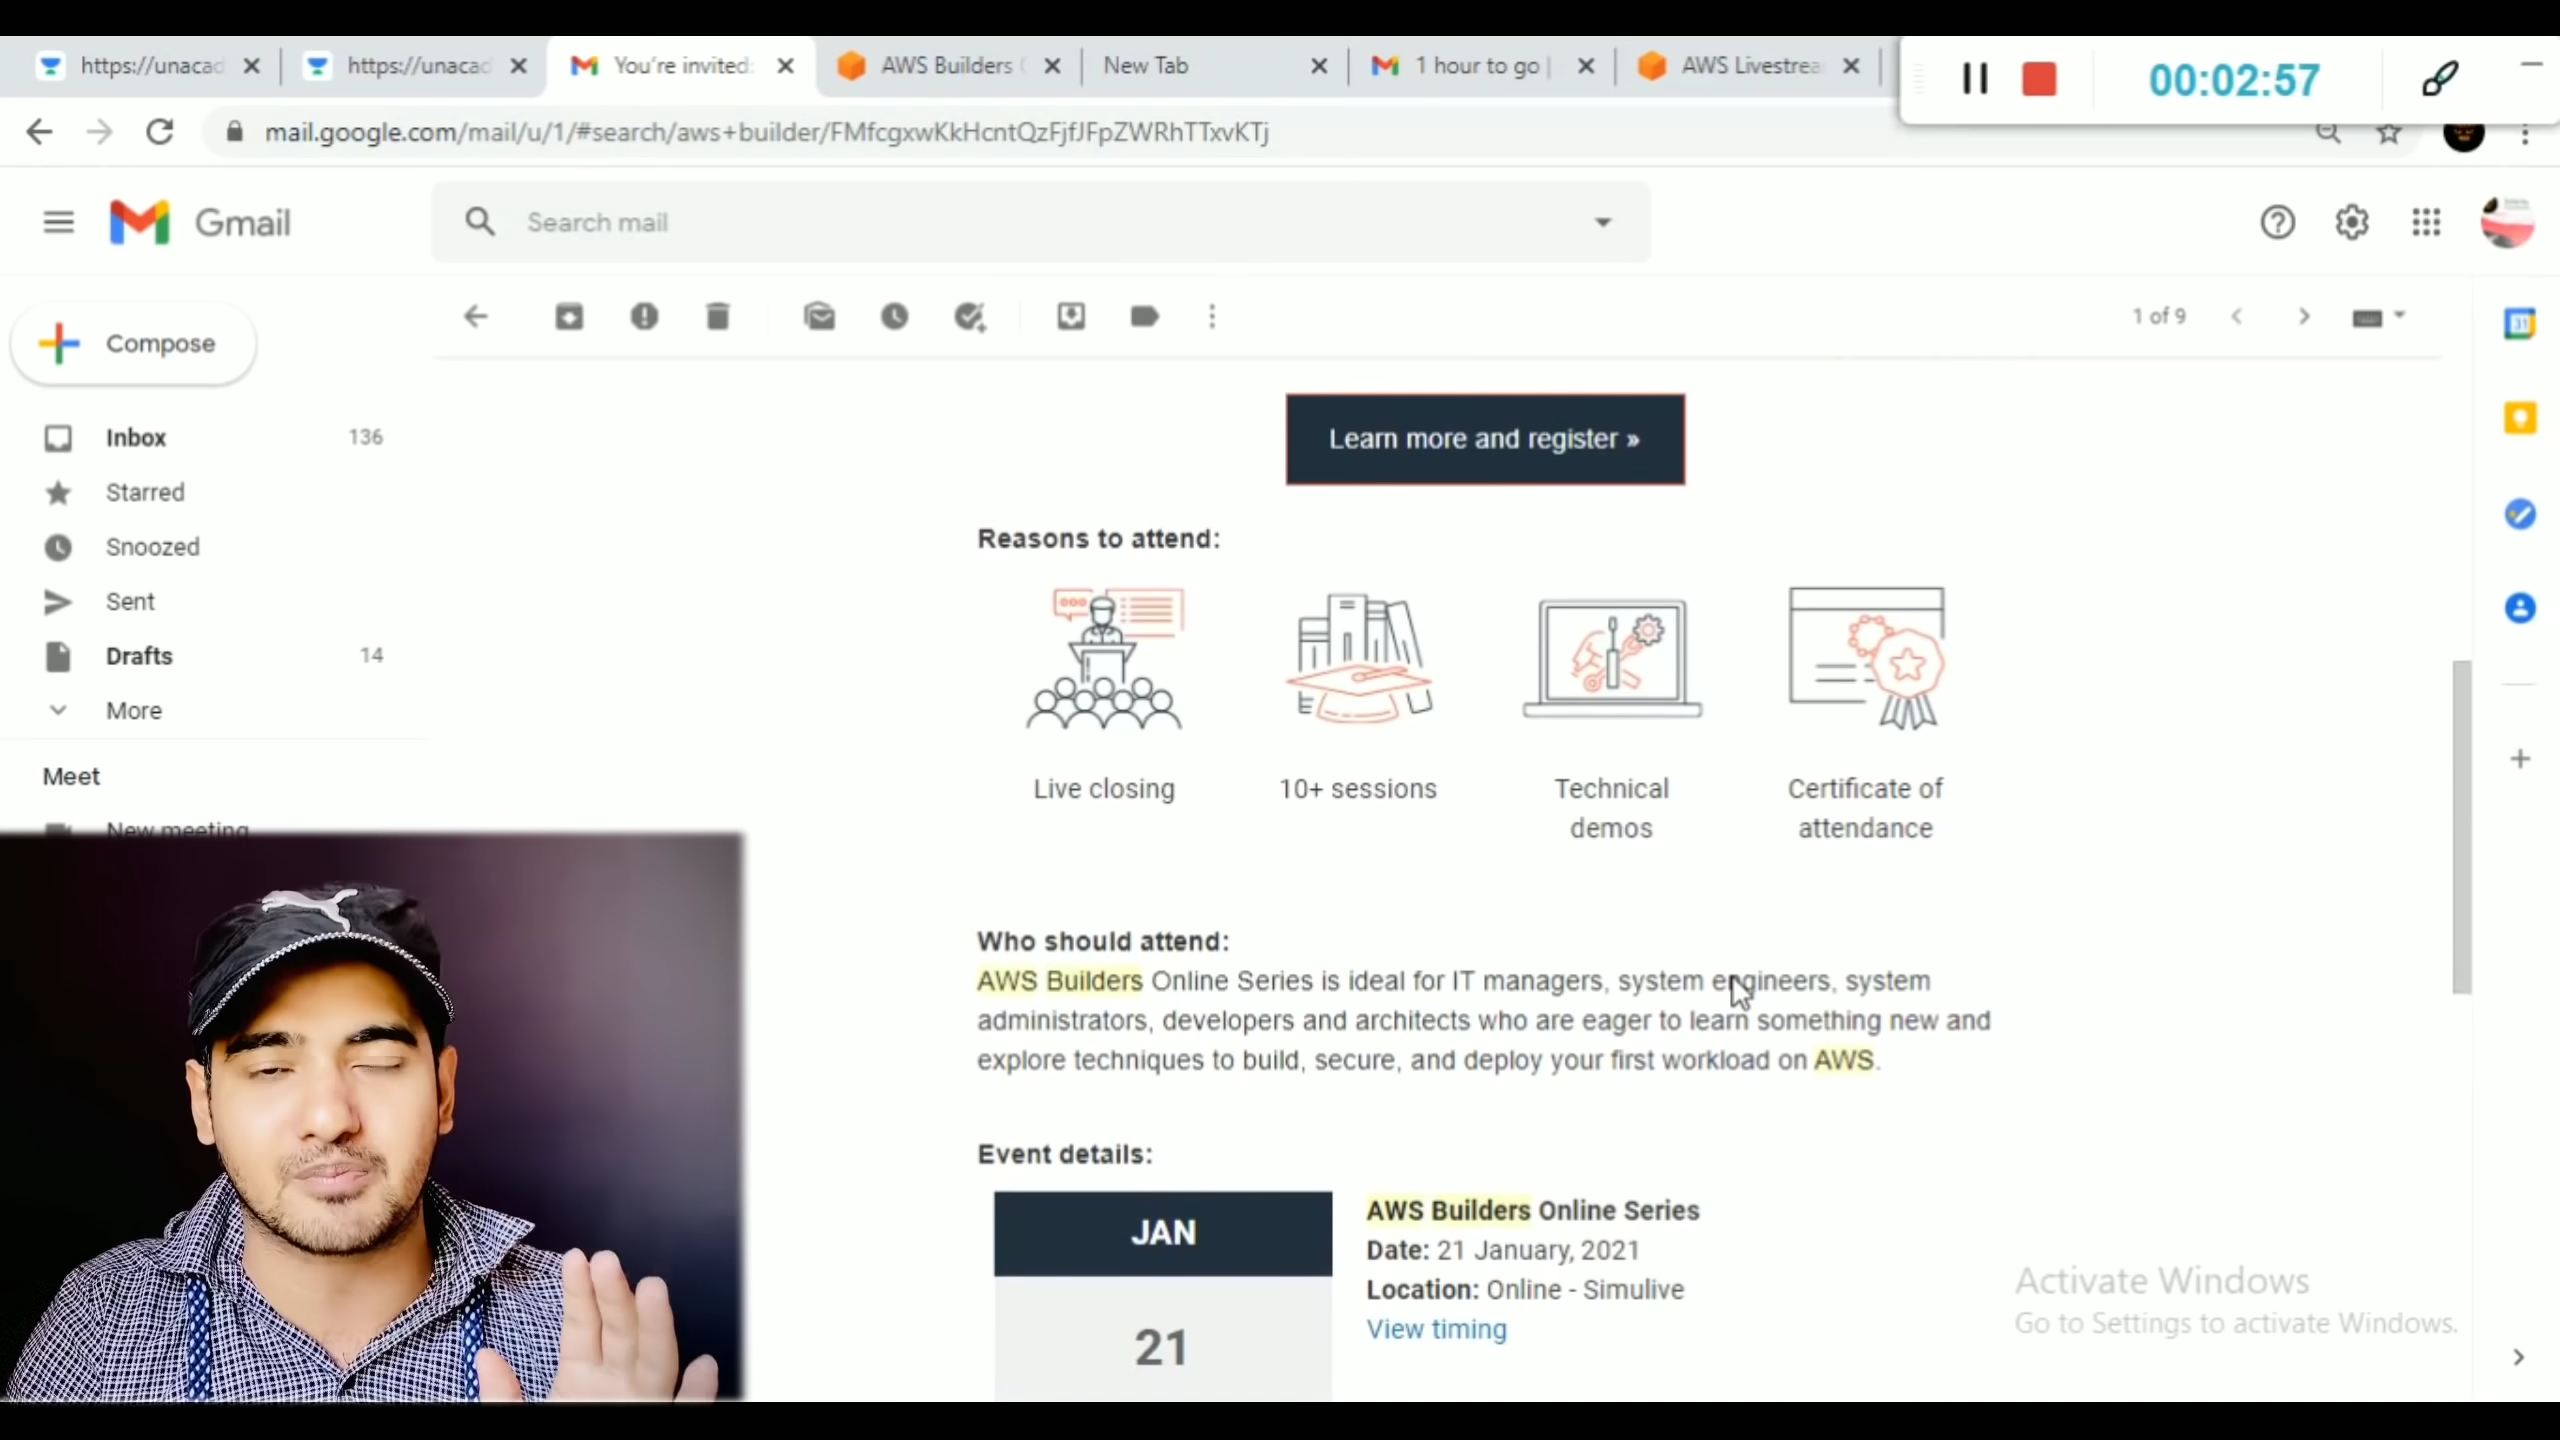 https://unacad
https://unacad
You're invited:
AWS Builders
New Tab
1 hour to go |
AWS Livestrea
00:02:57
mail.google.com/mail/u/1/#search/aws+builder/FMfcgxwKkHcntQzFjfJFpZWRhTTxvKTj
Gmail
Search mail
Compose
1 of 9
31
Inbox 136
Starred
Snoozed
Sent
Drafts 14
More
Meet
New meeting
Learn more and register »
Reasons to attend:
Live closing
10+ sessions
Technical
demos
Certificate of
attendance
Who should attend:
AWS Builders Online Series is ideal for IT managers, system engineers, system
administrators, developers and architects who are eager to learn something new and
explore techniques to build, secure, and deploy your first workload on AWS.
Event details:
JAN
21
AWS Builders Online Series
Date: 21 January, 2021
Location: Online - Simulive
View timing
Activate Windows
Go to Settings to activate Windows.